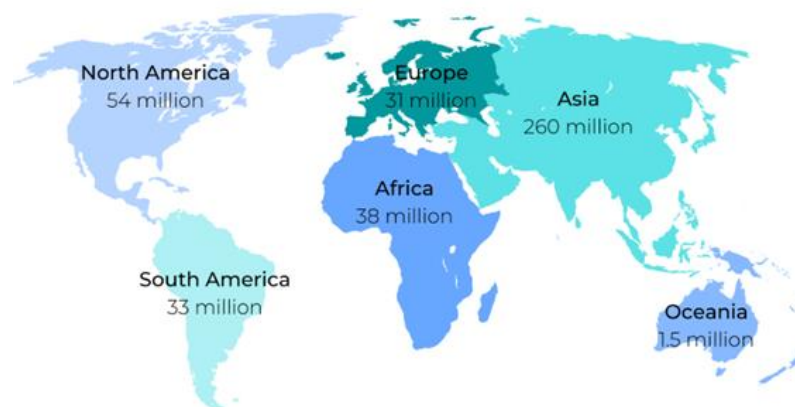 North America
54 million
Europe
31 million
Asia
260 million
Africa
38 million
South America
33 million
Oceania
1.5 million